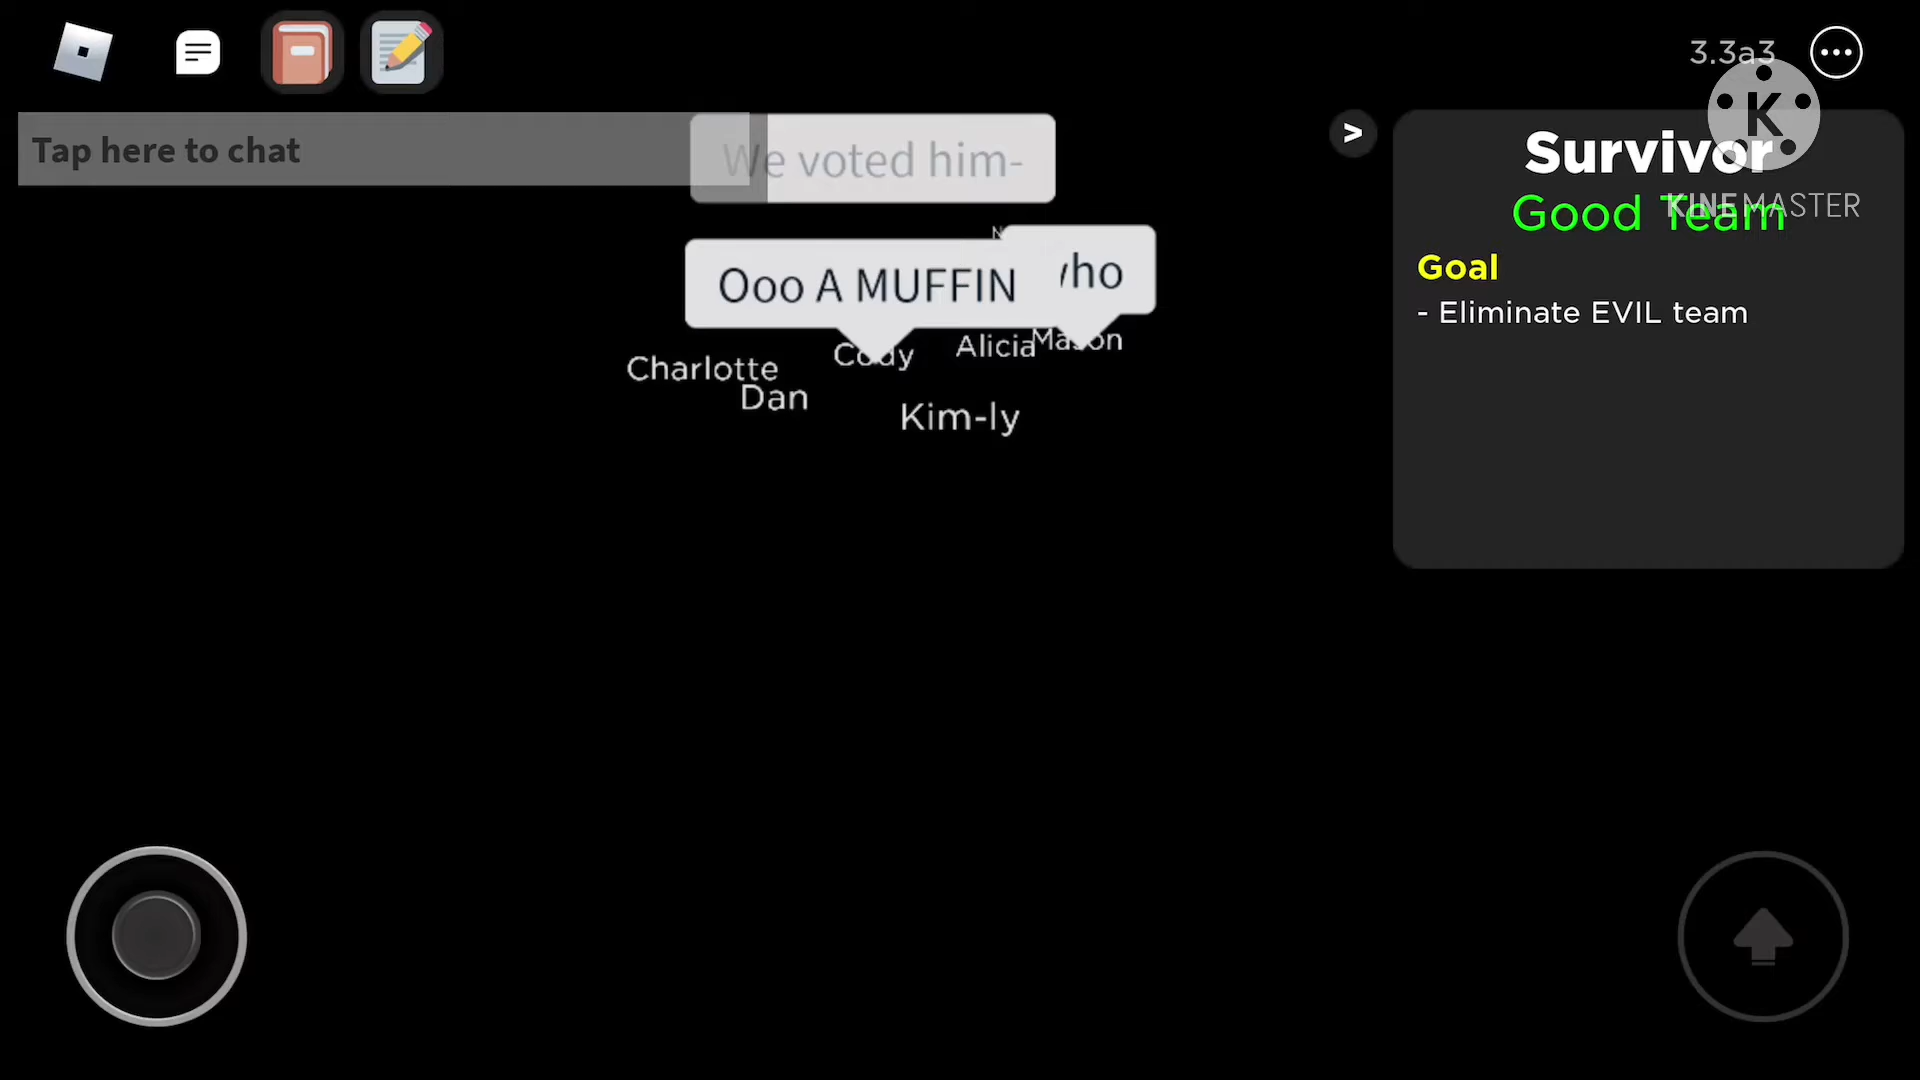 3.3a3
K
KINEMASTER
Tap here to chat
We voted him-
Survivor
Good Team
Goal
- Eliminate EVIL team
Ooo A MUFFIN
Charlotte
Dan
Cody
Alicia
Mason
Kim-ly